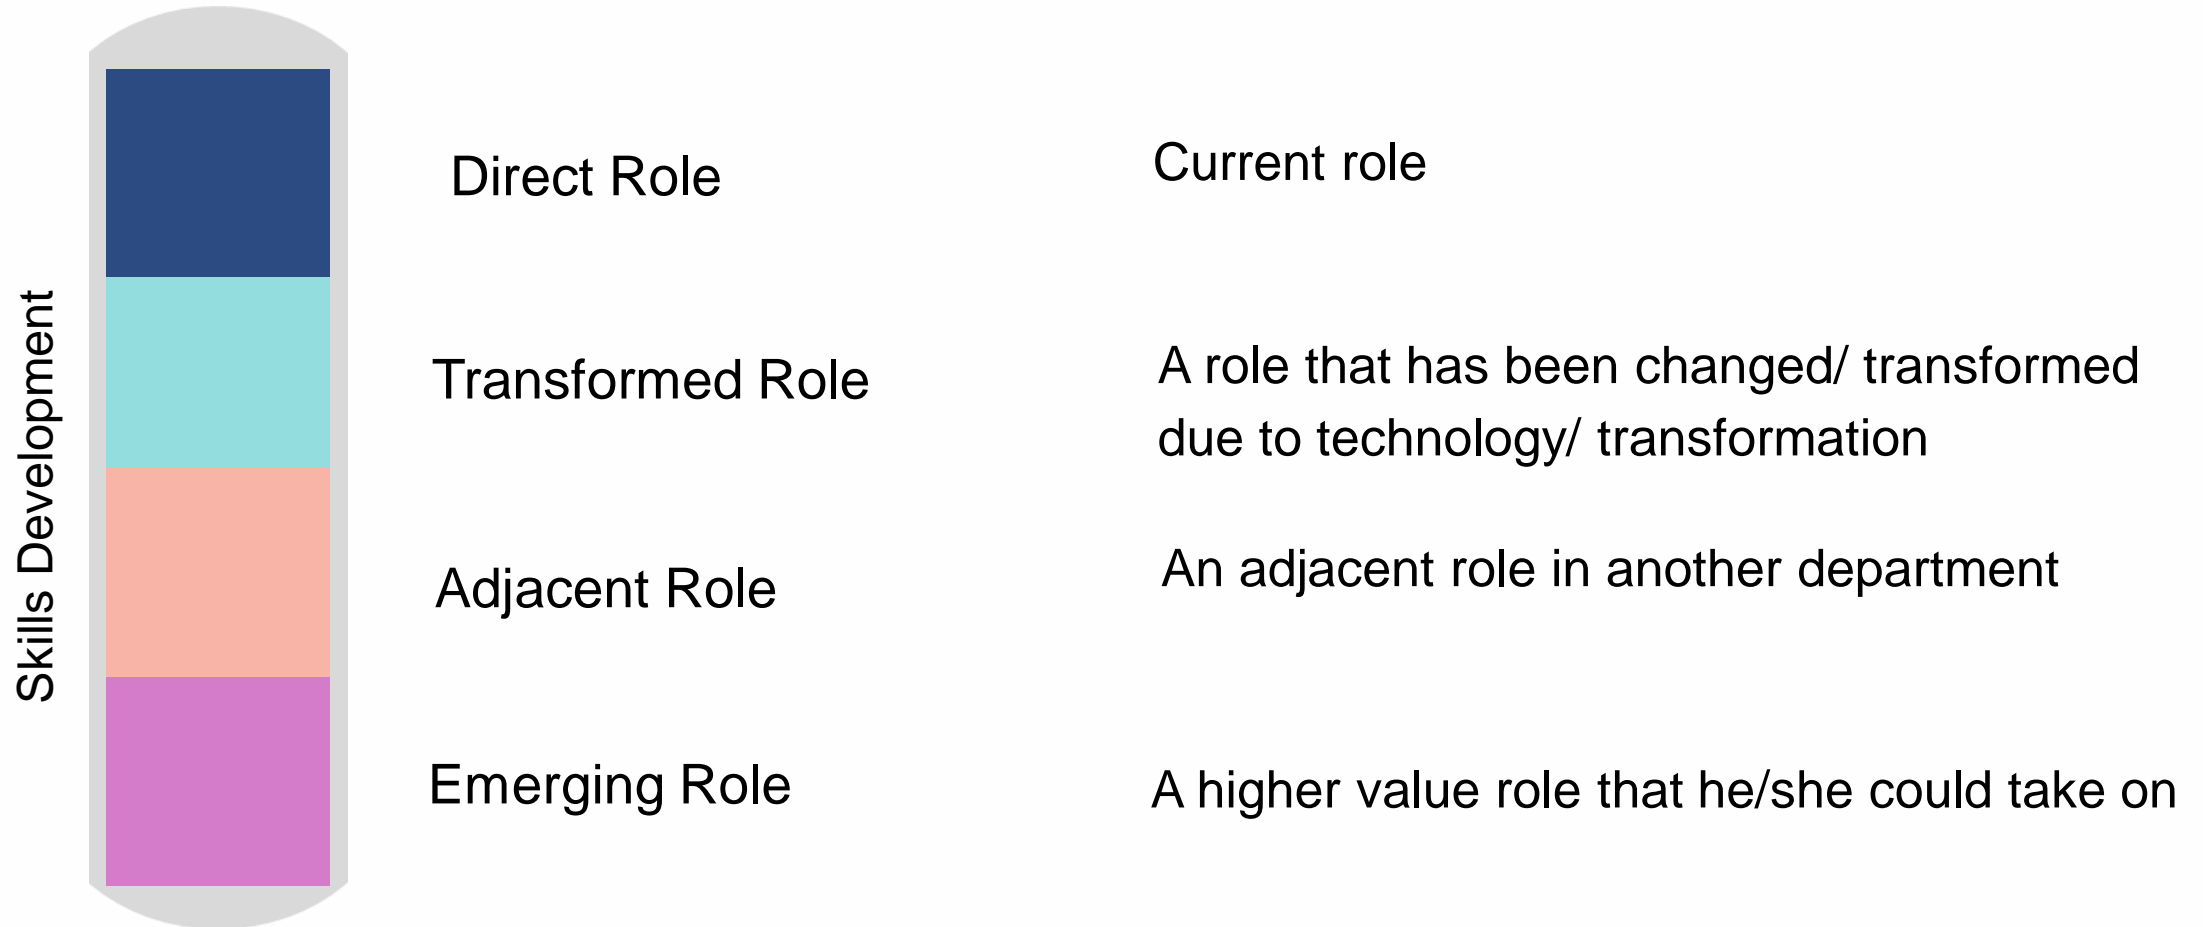 Skills Development
Direct Role
Current role
Transformed Role
A role that has been changed/ transformed
due to technology/ transformation
Adjacent Role
An adjacent role in another department
Emerging Role
A higher value role that he/she could take on